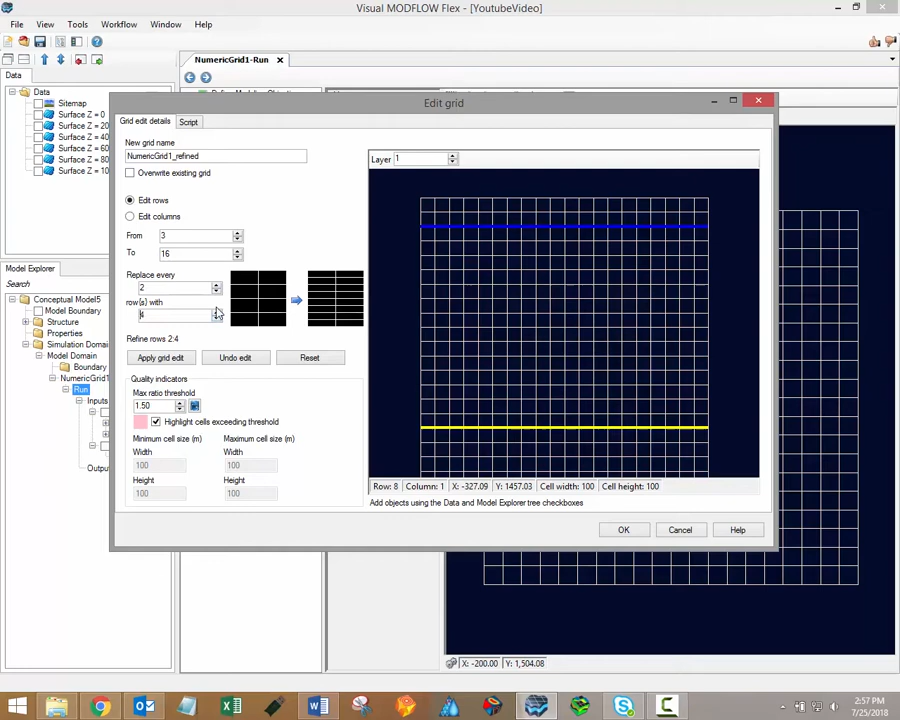 Visual MODFLOW Flex - [YoutubeVideo]
File View Tools Workflow Window Help
Data
NumericGrid1-Run
Data
Sitemap
Surface Z = 0
Surface Z = 20
Surface Z = 40
Surface Z = 60
Surface Z = 80
Surface Z = 10
Model Explorer
Search
Conceptual Model5
Model Boundary
Structure
Properties
Simulation Domain
Model Domain
Boundary
NumericGrid1
Run
Inputs
Output
Edit grid
Grid edit details Script
New grid name
NumericGrid1_refined
Overwrite existing grid
Edit rows
Edit columns
From 3
To 16
Replace every
2
row(s) with
4
Refine rows 2:4
Apply grid edit Undo edit Reset
Quality indicators
Max ratio threshold
1.50
Highlight cells exceeding threshold
Minimum cell size (m) Maximum cell size (m)
Width Width
100 100
Height Height
100 100
Layer 1
Row: 8 Column: 1 X: -327.09 Y: 1457.03 Cell width: 100 Cell height: 100
Add objects using the Data and Model Explorer tree checkboxes
OK Cancel Help
X: -200.00 Y: 1,504.08
2:57 PM
7/25/2018